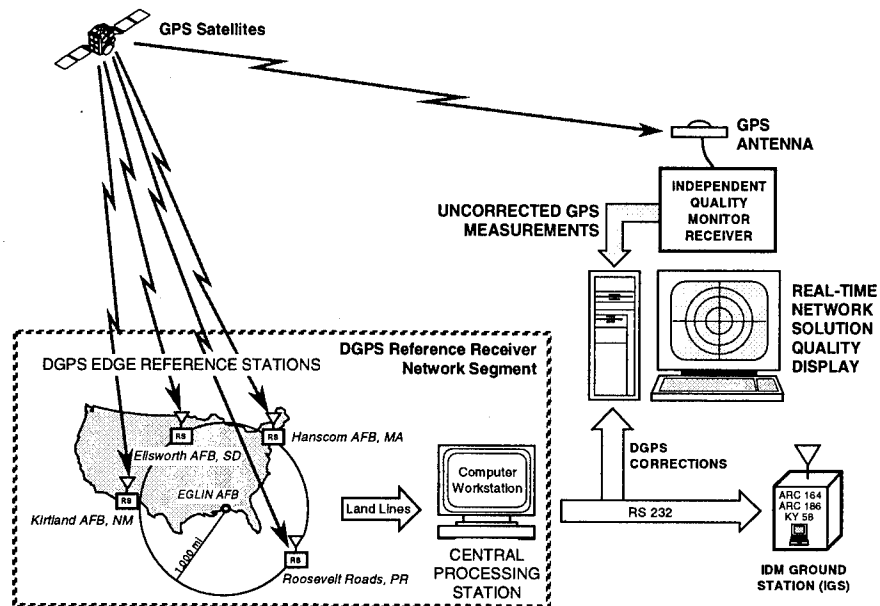 GPS Satellites
GPS
ANTENNA
INDEPENDENT
QUALITY
MONITOR
RECEIVER
UNCORRECTED GPS
MEASUREMENTS
REAL-TIME
NETWORK
SOLUTION
QUALITY
DISPLAY
DGPS Reference Receiver
Network Segment
DGPS EDGE REFERENCE STATIONS
RS
Ellsworth AFB, SD
RS
Hanscom AFB, MA
EGLIN AFB
RS
Kirtland AFB, NM
1,000 mi.
RS
Roosevelt Roads, PR
Land Lines
Computer
Workstation
CENTRAL
PROCESSING
STATION
DGPS
CORRECTIONS
RS 232
ARC 164
ARC 186
KY 58
IDM GROUND
STATION (IGS)